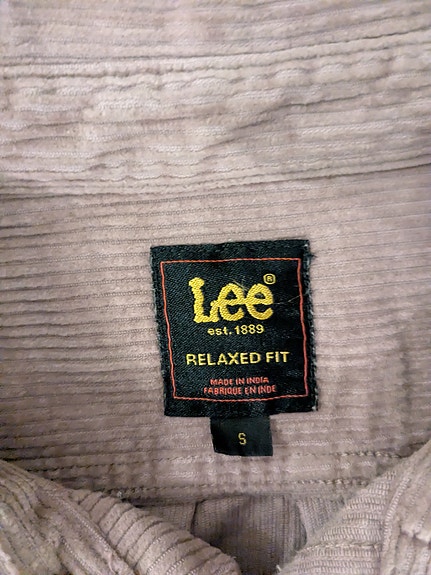 Lee®
est. 1889
RELAXED FIT
MADE IN INDIA
FABRIQUE EN INDE
S